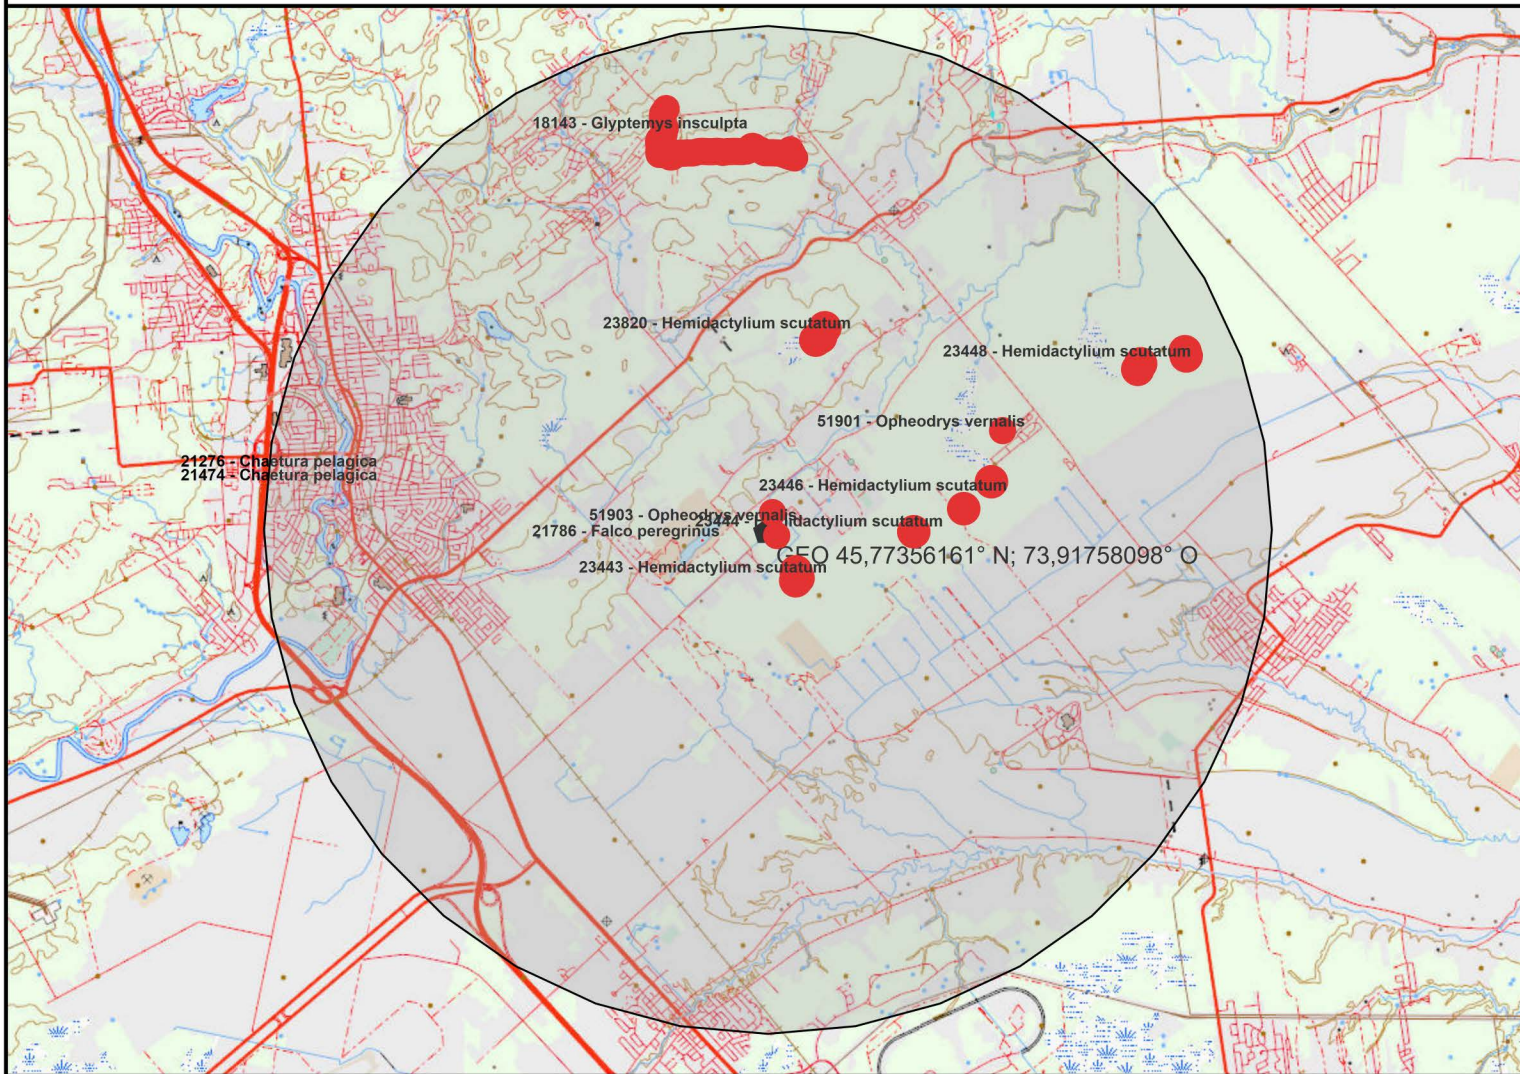 18143 - Glyptemys insculpta
23820 - Hemidactylium scutatum
23448 - Hemidactylium scutatum
51901 - Opheodrys vernalis
21276 - Chaetura pelagica
21474 - Chaetura pelagica
23446 - Hemidactylium scutatum
51903 - Opheodrys vernalis
23444 - idactylium scutatum
21786 - Falco peregrinus
GEO 45,77356161° N; 73,91758098° O
23443 - Hemidactylium scutatum